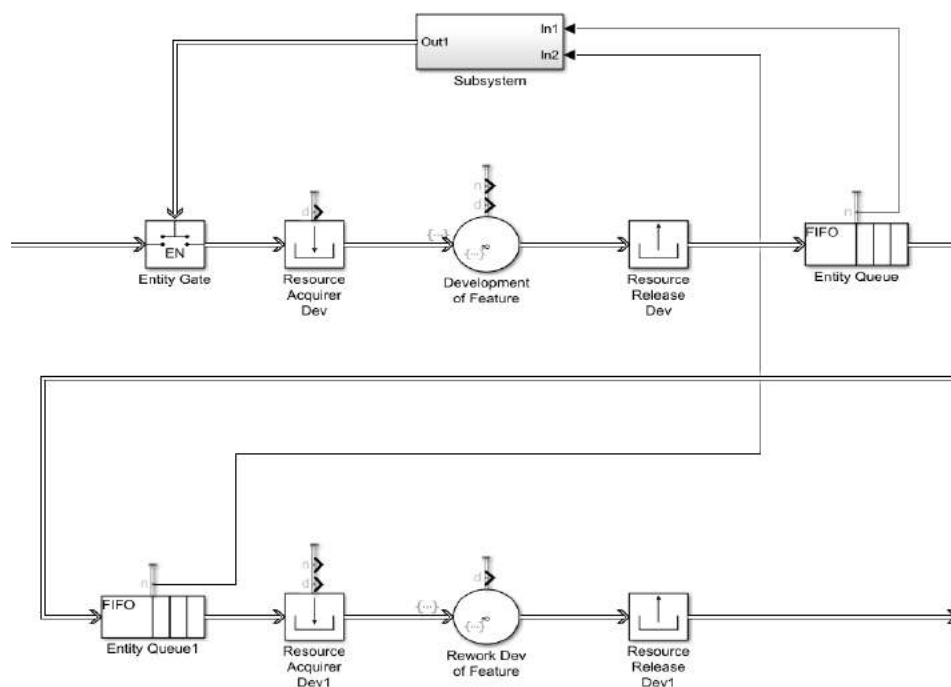 In1
Out1
In2
Subsystem
n
d
d
n
{...}
{...}
∞
EN
FIFO
Entity Gate
Resource
Acquirer
Dev
Development
of Feature
Resource
Release
Dev
Entity Queue
n
n
d
d
{...}
{...}
∞
FIFO
Entity Queue1
Resource
Acquirer
Dev1
Rework Dev
of Feature
Resource
Release
Dev1